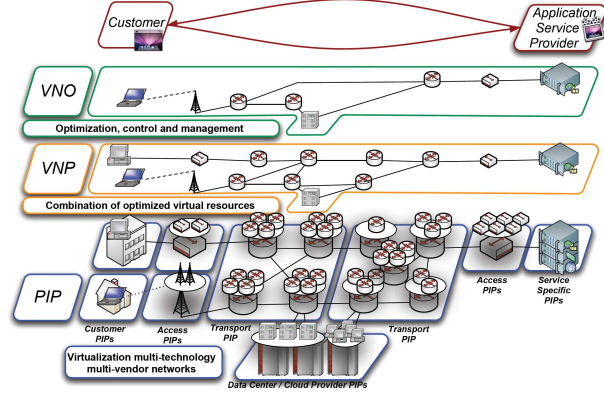 Customer
Application
Service
Provider
VNO
Optimization, control and management
VNP
Combination of optimized virtual resources
PIP
Customer
PIPs
Access
PIPs
Transport
PIP
Transport
PIP
Access
PIPs
Service
Specific
PIPs
Virtualization multi-technology
multi-vendor networks
Data Center / Cloud Provider PIPs